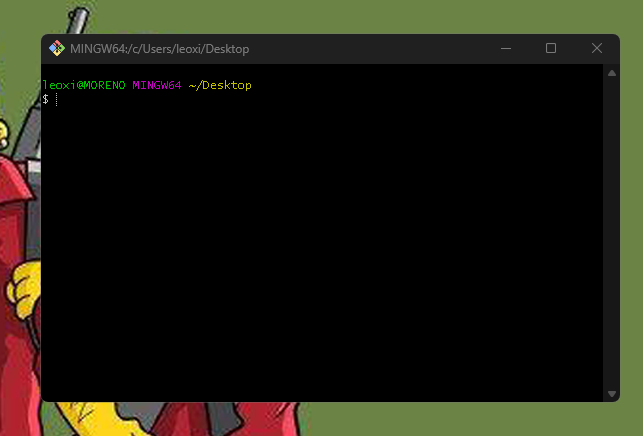 MINGW64:/c/Users/leoxi/Desktop
leoxi@MORENO MINGW64 ~/Desktop
$